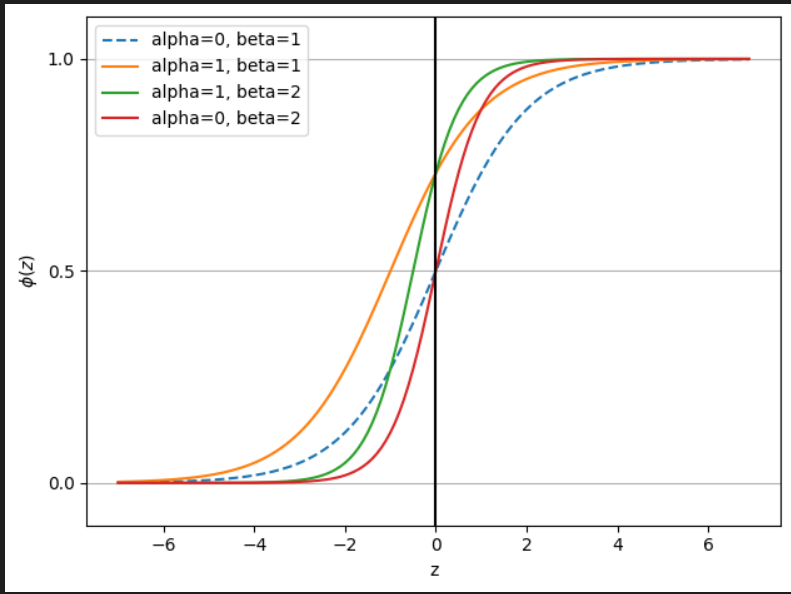 alpha=0, beta=1
alpha=1, beta=1
alpha=1, beta=2
alpha=0, beta=2
1.0
0.5
0.0
ϕ(z)
−6 −4 −2 0 2 4 6
z